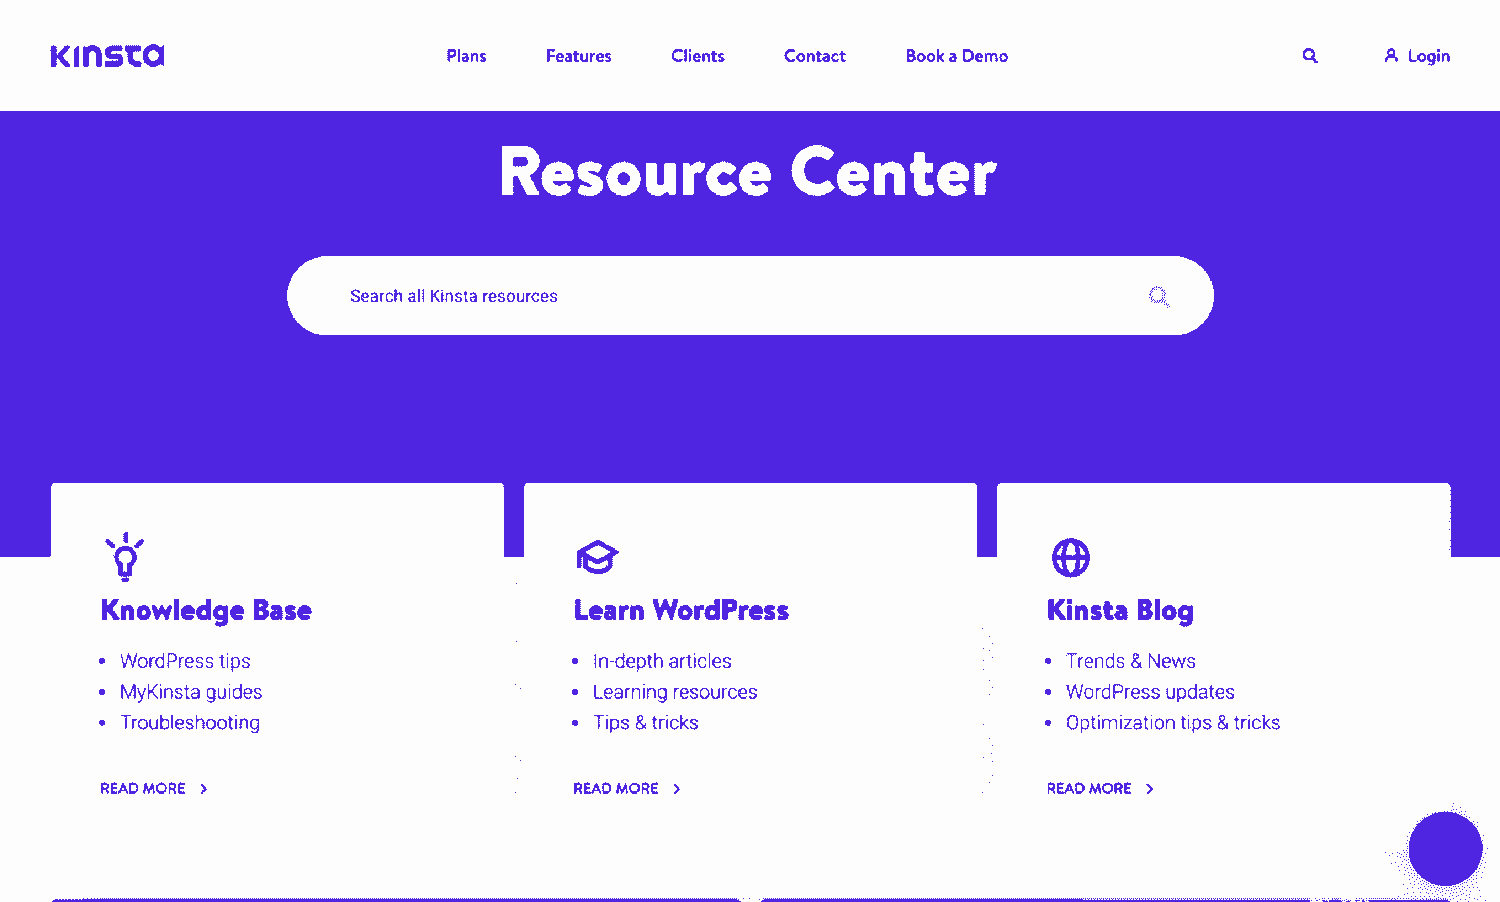 Kinsta
Plans Features Clients Contact Book a Demo Login
Resource Center
Search all Kinsta resources
Knowledge Base
• WordPress tips
• MyKinsta guides
• Troubleshooting
READ MORE >
Learn WordPress
• In-depth articles
• Learning resources
• Tips & tricks
READ MORE >
Kinsta Blog
• Trends & News
• WordPress updates
• Optimization tips & tricks
READ MORE >